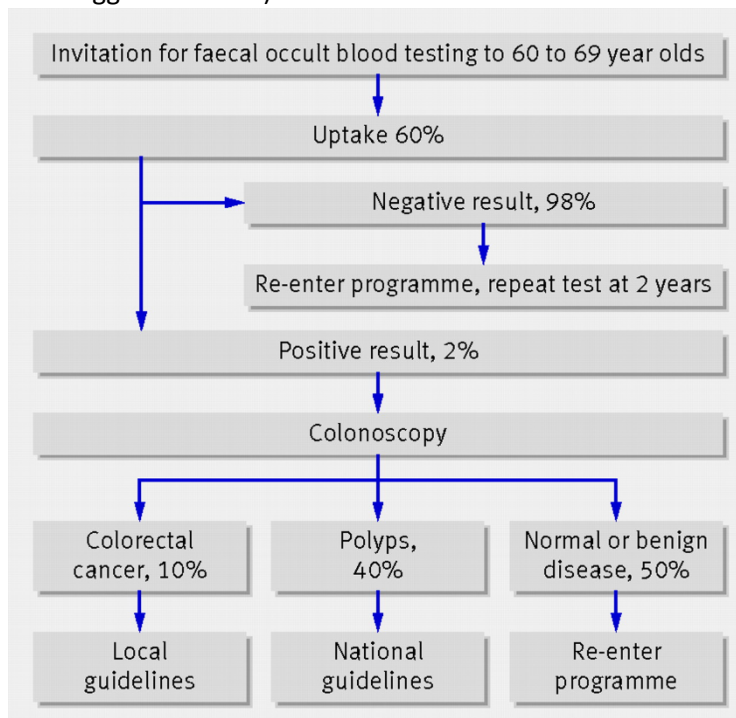 Invitation for faecal occult blood testing to 60 to 69 year olds
Uptake 60%
Negative result, 98%
Re-enter programme, repeat test at 2 years
Positive result, 2%
Colonoscopy
Colorectal
cancer, 10%
Polyps,
40%
Normal or benign
disease, 50%
Local
guidelines
National
guidelines
Re-enter
programme